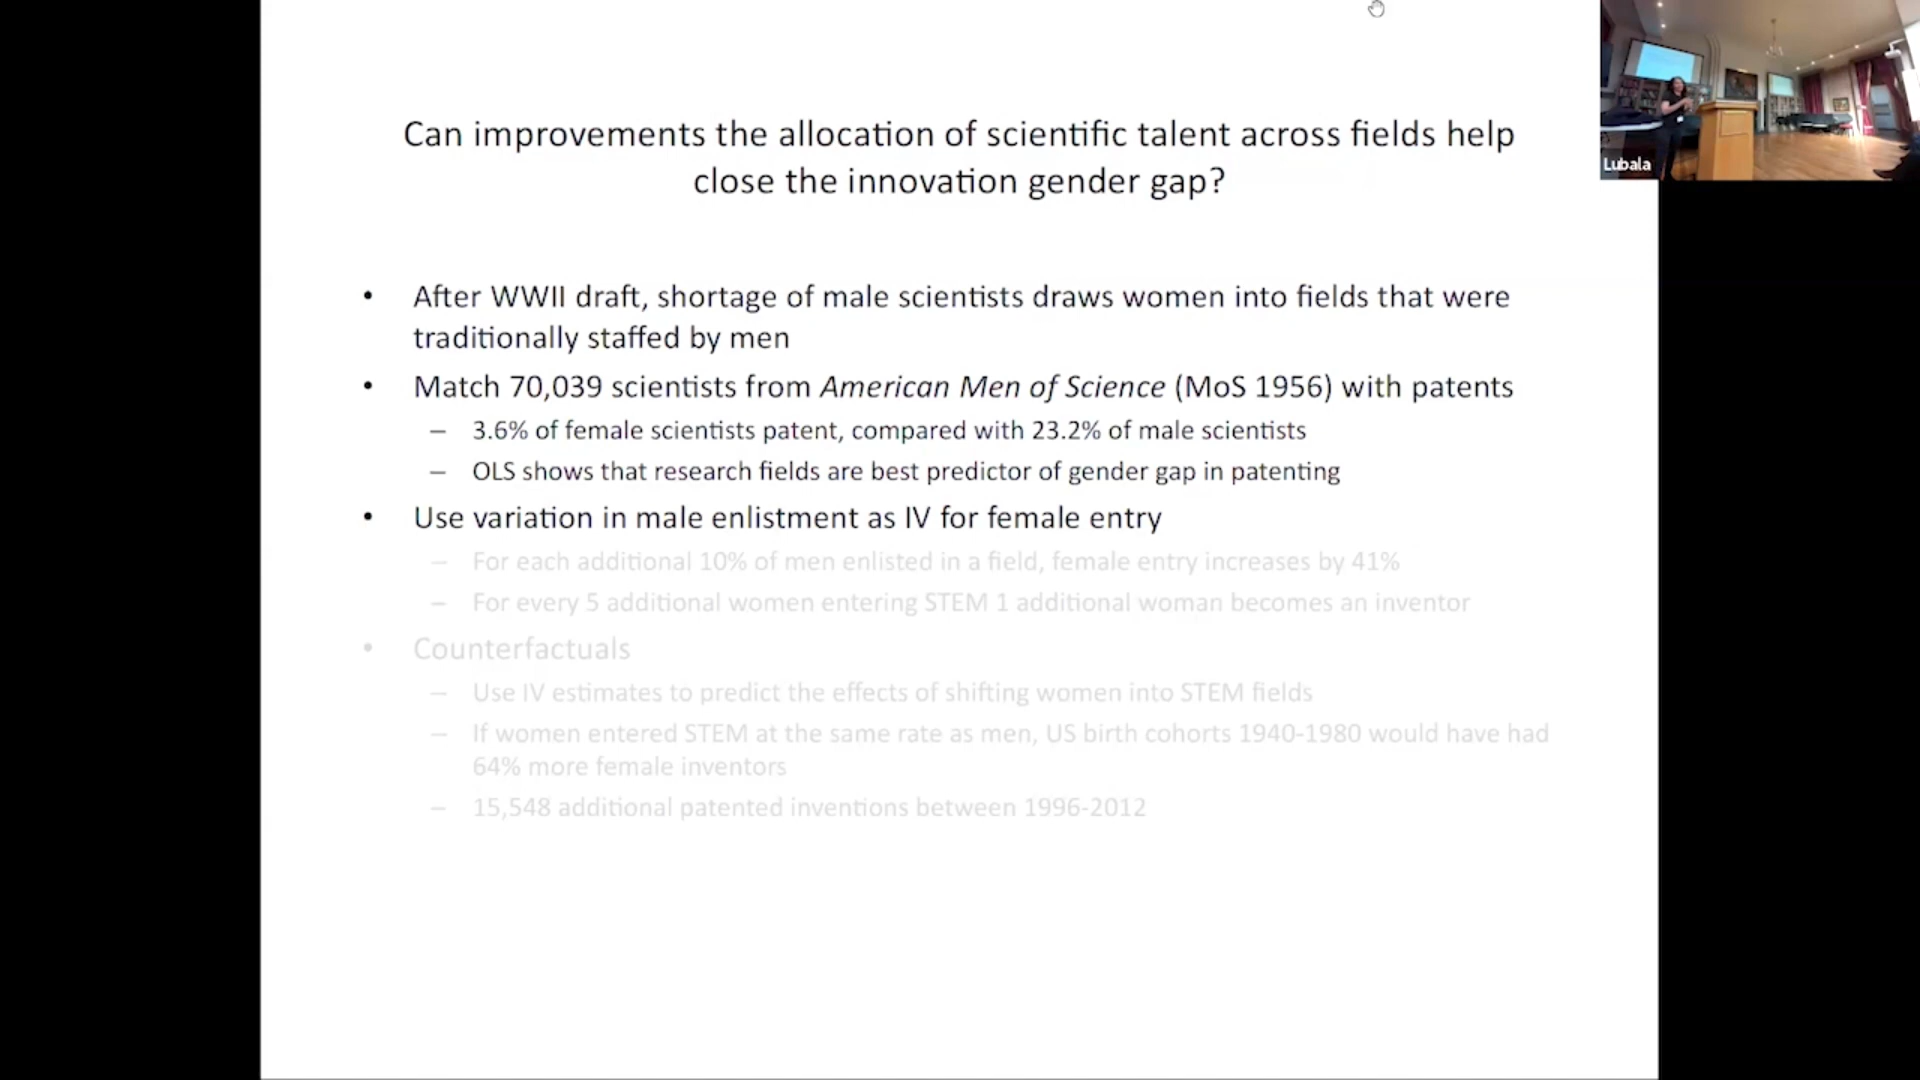 Can improvements the allocation of scientific talent across fields help
close the innovation gender gap?
• After WWII draft, shortage of male scientists draws women into fields that were
traditionally staffed by men
• Match 70,039 scientists from American Men of Science (MoS 1956) with patents
– 3.6% of female scientists patent, compared with 23.2% of male scientists
– OLS shows that research fields are best predictor of gender gap in patenting
• Use variation in male enlistment as IV for female entry
– For each additional 10% of men enlisted in a field, female entry increases by 41%
– For every 5 additional women entering STEM 1 additional woman becomes an inventor
• Counterfactuals
– Use IV estimates to predict the effects of shifting women into STEM fields
– If women entered STEM at the same rate as men, US birth cohorts 1940-1980 would have had
64% more female inventors
– 15,548 additional patented inventions between 1996-2012
Lubala